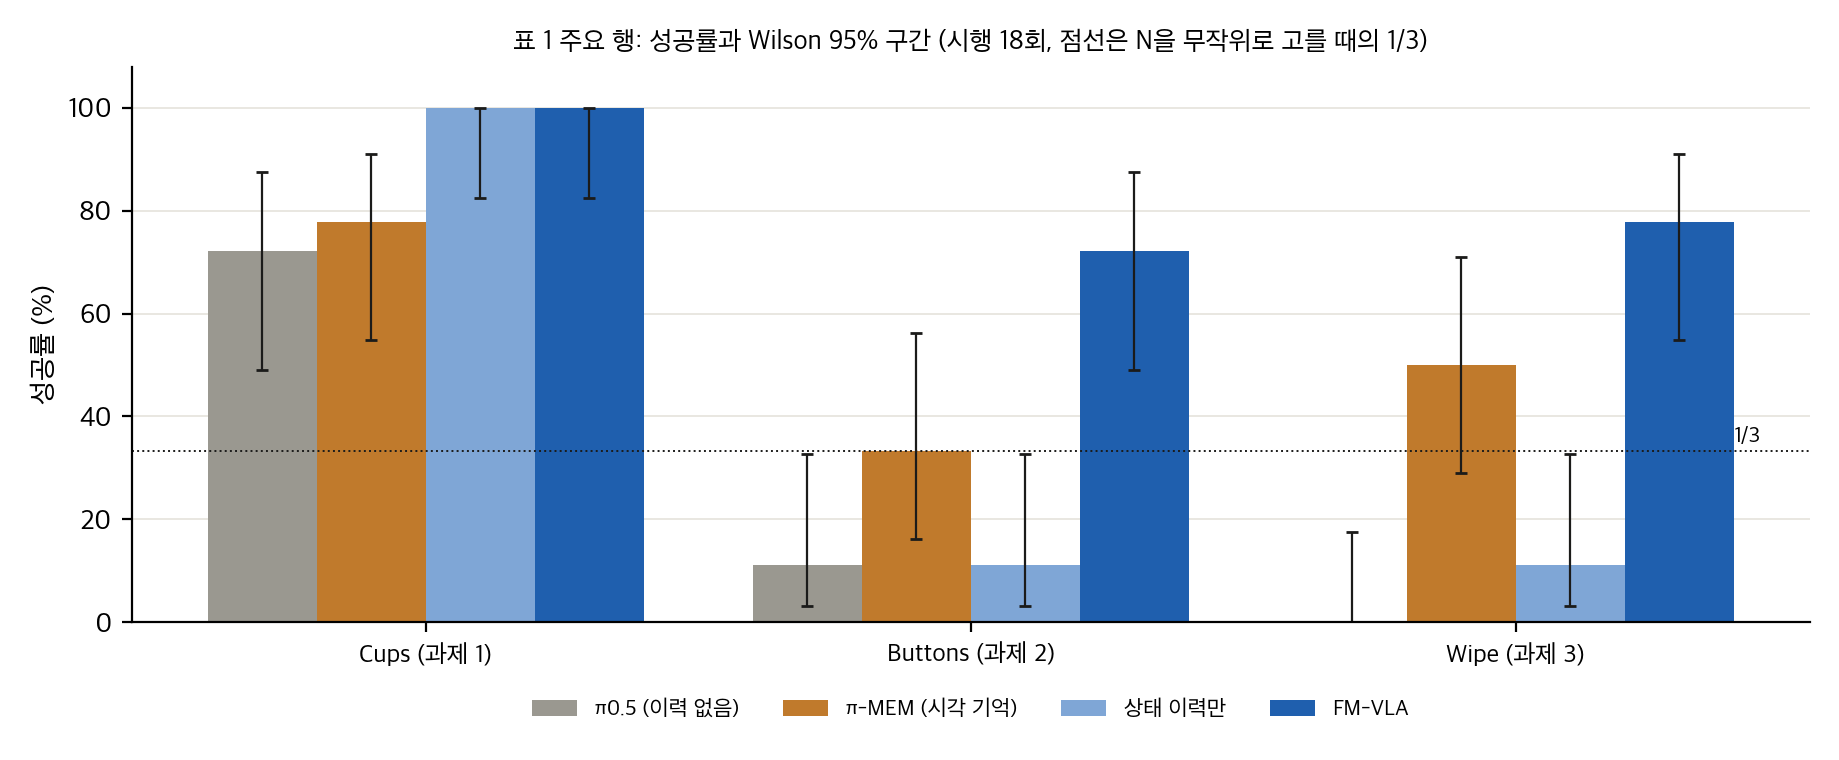 표 1 주요 행: 성공률과 Wilson 95% 구간 (시행 18회, 점선은 N을 무작위로 고를 때의 1/3)
성공률 (%)
100
80
60
40
20
0
1/3
Cups (과제 1)
Buttons (과제 2)
Wipe (과제 3)
π0.5 (이력 없음)
π-MEM (시각 기억)
상태 이력만
FM-VLA